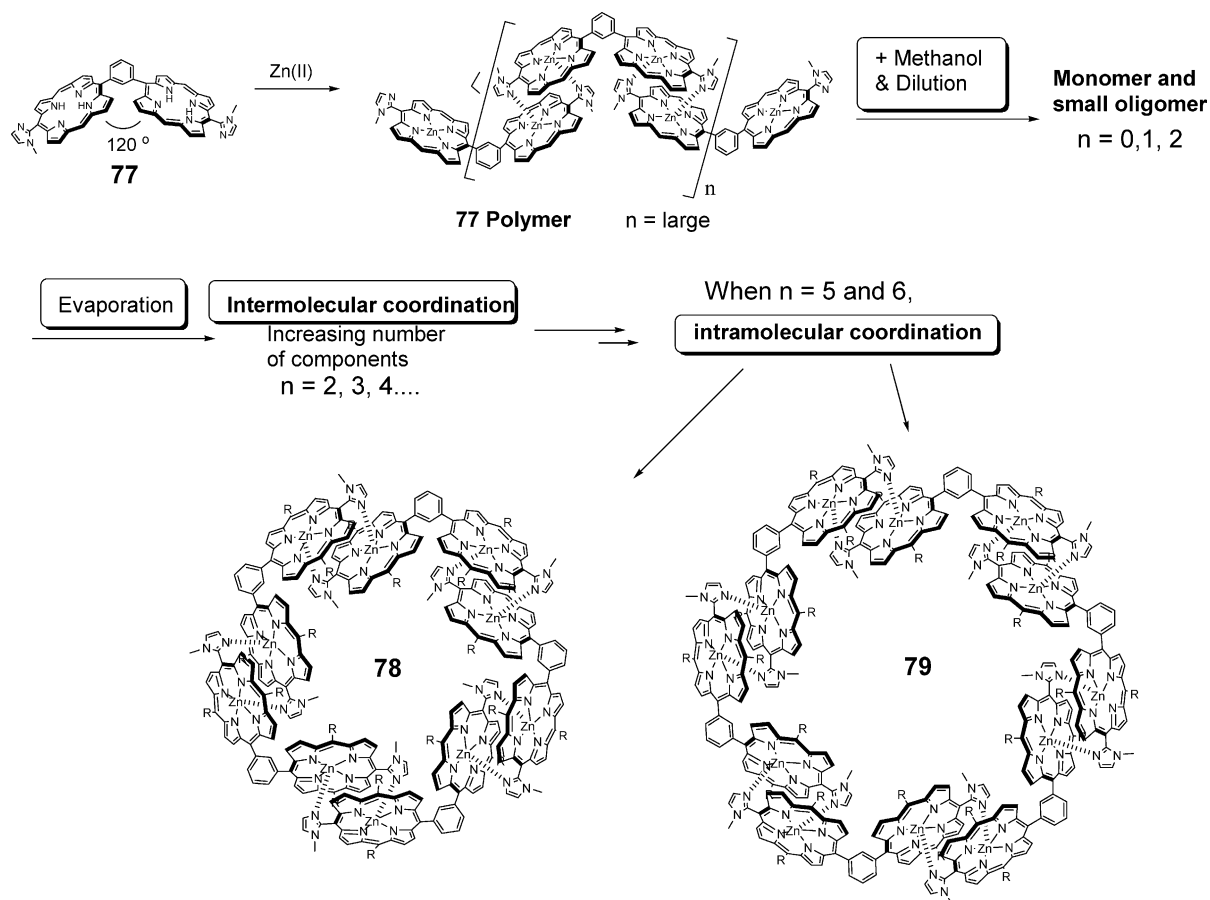 Zn(II)
+ Methanol
& Dilution
Monomer and
small oligomer
n = 0,1, 2
120 °
77
n
77 Polymer
n = large
Evaporation
Intermolecular coordination
Increasing number
of components
n = 2, 3, 4....
When n = 5 and 6,
intramolecular coordination
78
79